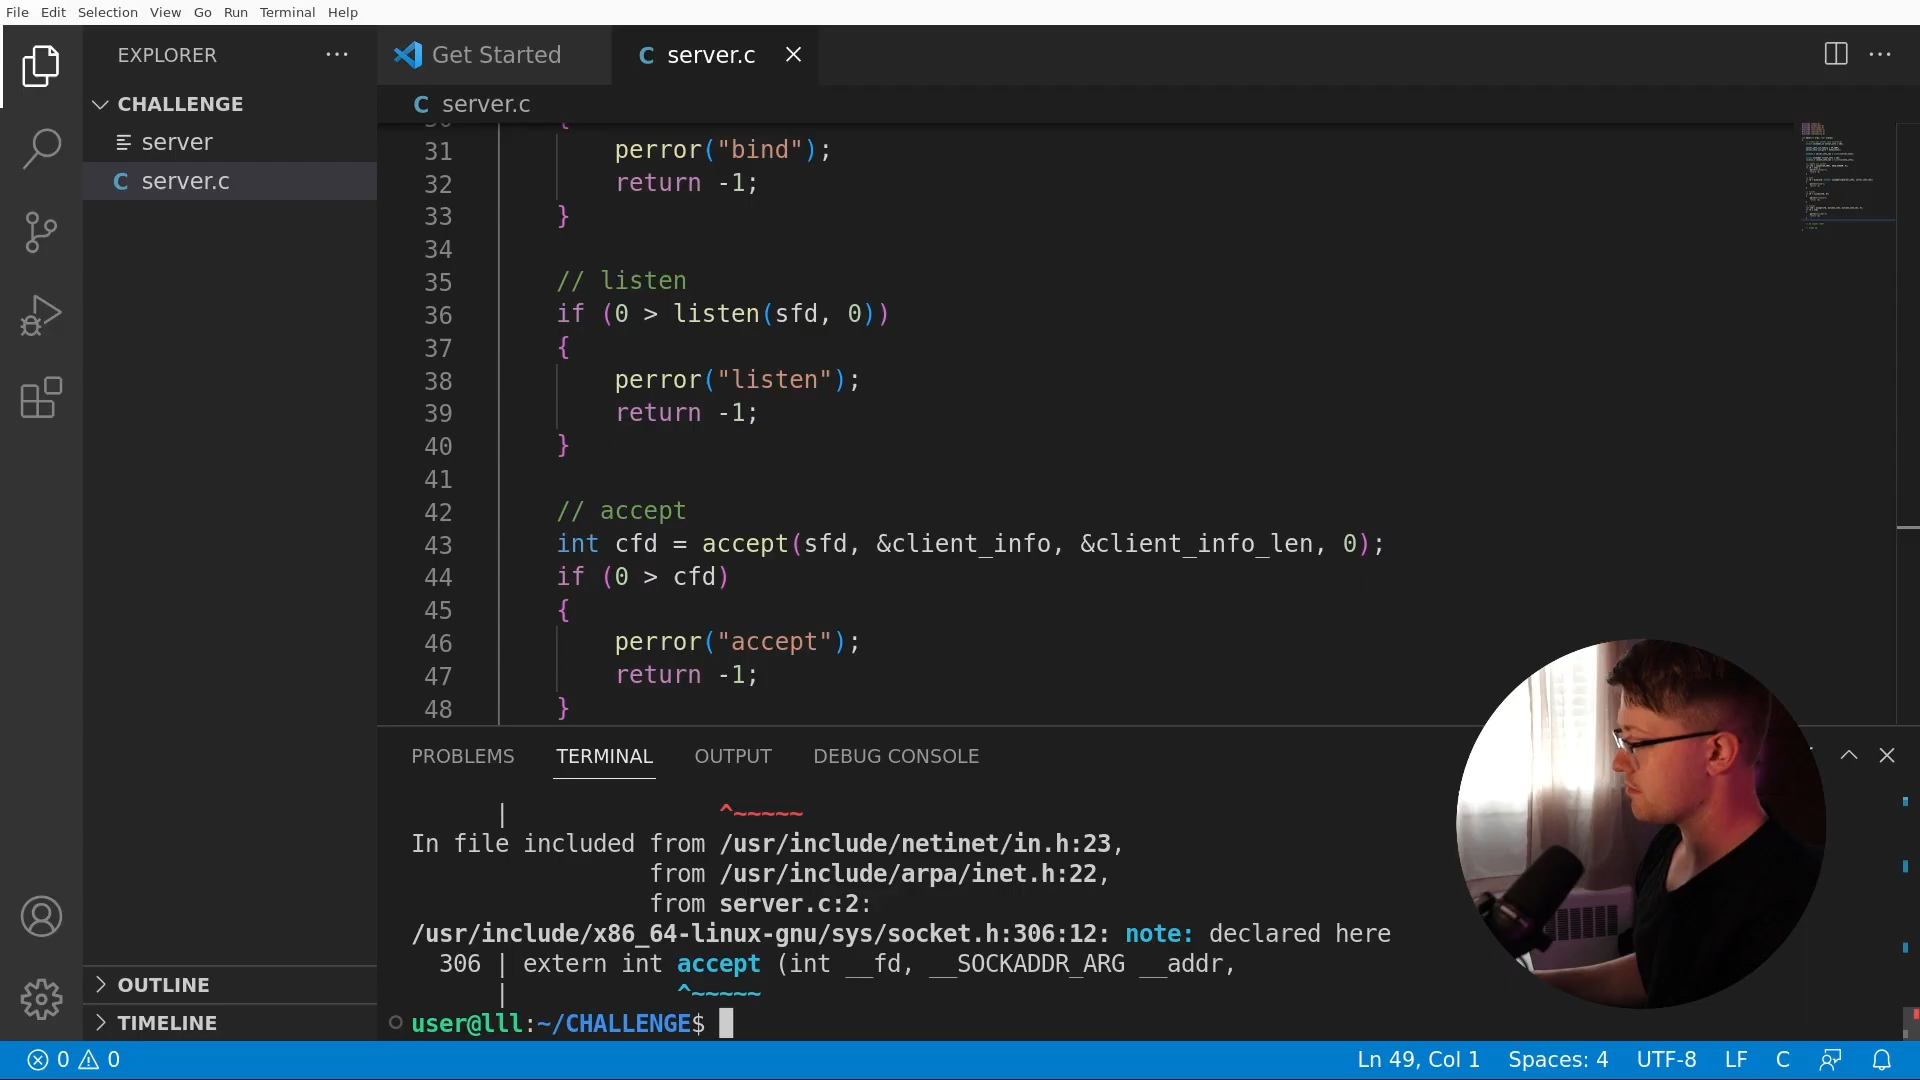 File Edit Selection View Go Run Terminal Help
EXPLORER
Get Started
C server.c
CHALLENGE
C server.c
server
C server.c
{
31 perror("bind");
32 return -1;
33 }
34
35 // listen
36 if (0 > listen(sfd, 0))
37 {
38 perror("listen");
39 return -1;
40 }
41
42 // accept
43 int cfd = accept(sfd, &client_info, &client_info_len, 0);
44 if (0 > cfd)
45 {
46 perror("accept");
47 return -1;
48 }
PROBLEMS TERMINAL OUTPUT DEBUG CONSOLE
| ^~~~~~
In file included from /usr/include/netinet/in.h:23,
from /usr/include/arpa/inet.h:22,
from server.c:2:
/usr/include/x86_64-linux-gnu/sys/socket.h:306:12: note: declared here
306 | extern int accept (int __fd, __SOCKADDR_ARG __addr,
| ^~~~~~
user@lll:~/CHALLENGE$
OUTLINE
TIMELINE
0 0
Ln 49, Col 1 Spaces: 4 UTF-8 LF C